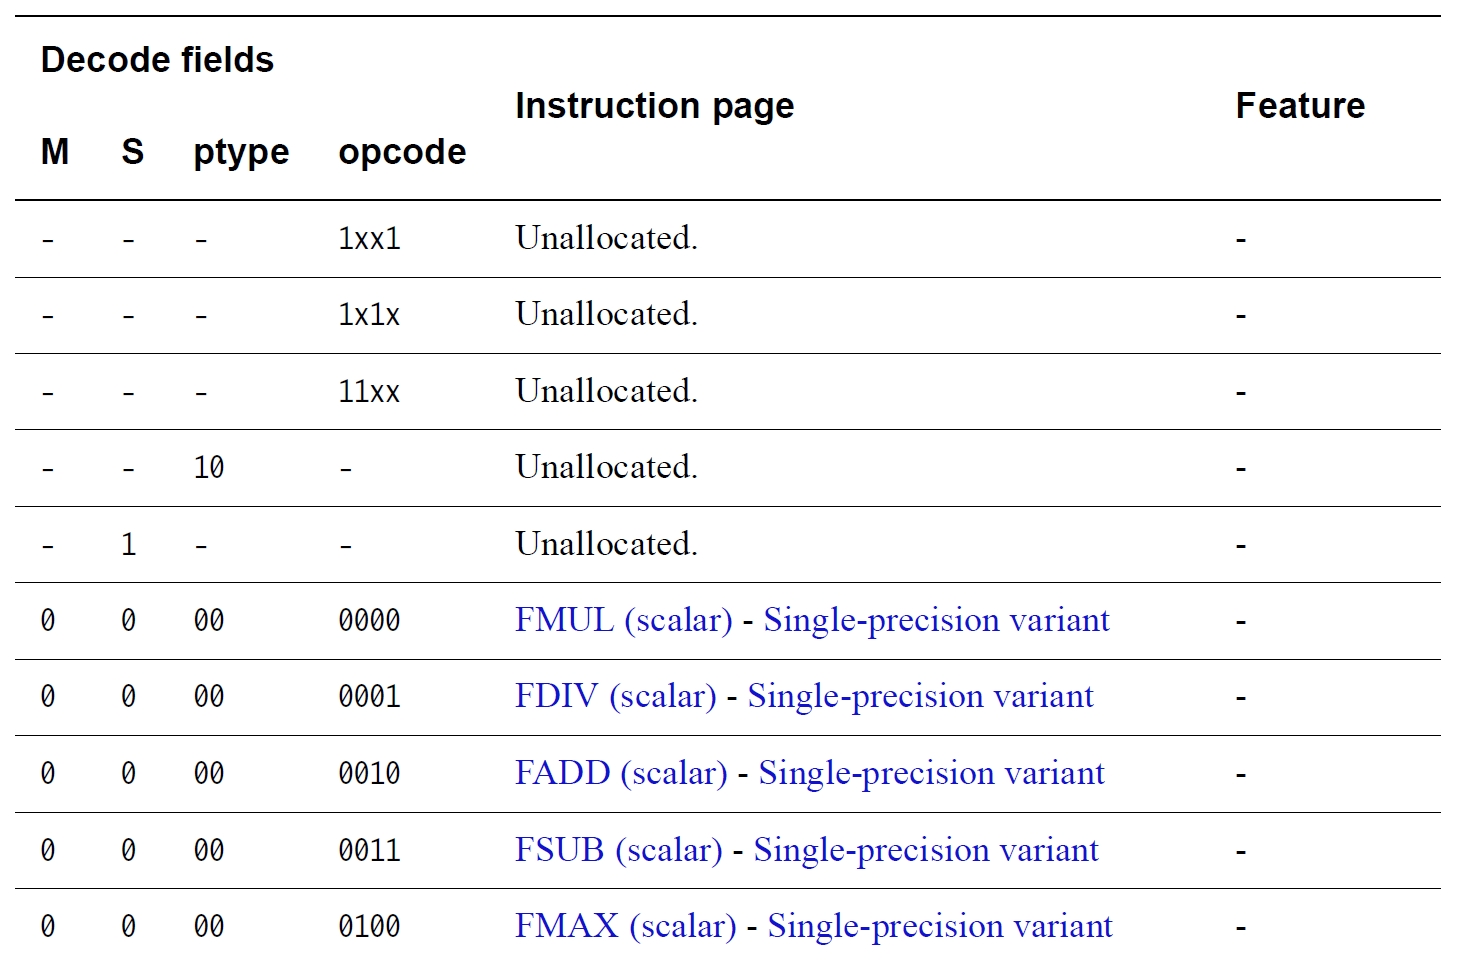 Decode fields
Instruction page Feature
M S ptype opcode
- - - 1xx1 Unallocated. -
- - - 1x1x Unallocated. -
- - - 11xx Unallocated. -
- - 10 - Unallocated. -
- 1 - - Unallocated. -
0 0 00 0000 FMUL (scalar) - Single-precision variant -
0 0 00 0001 FDIV (scalar) - Single-precision variant -
0 0 00 0010 FADD (scalar) - Single-precision variant -
0 0 00 0011 FSUB (scalar) - Single-precision variant -
0 0 00 0100 FMAX (scalar) - Single-precision variant -